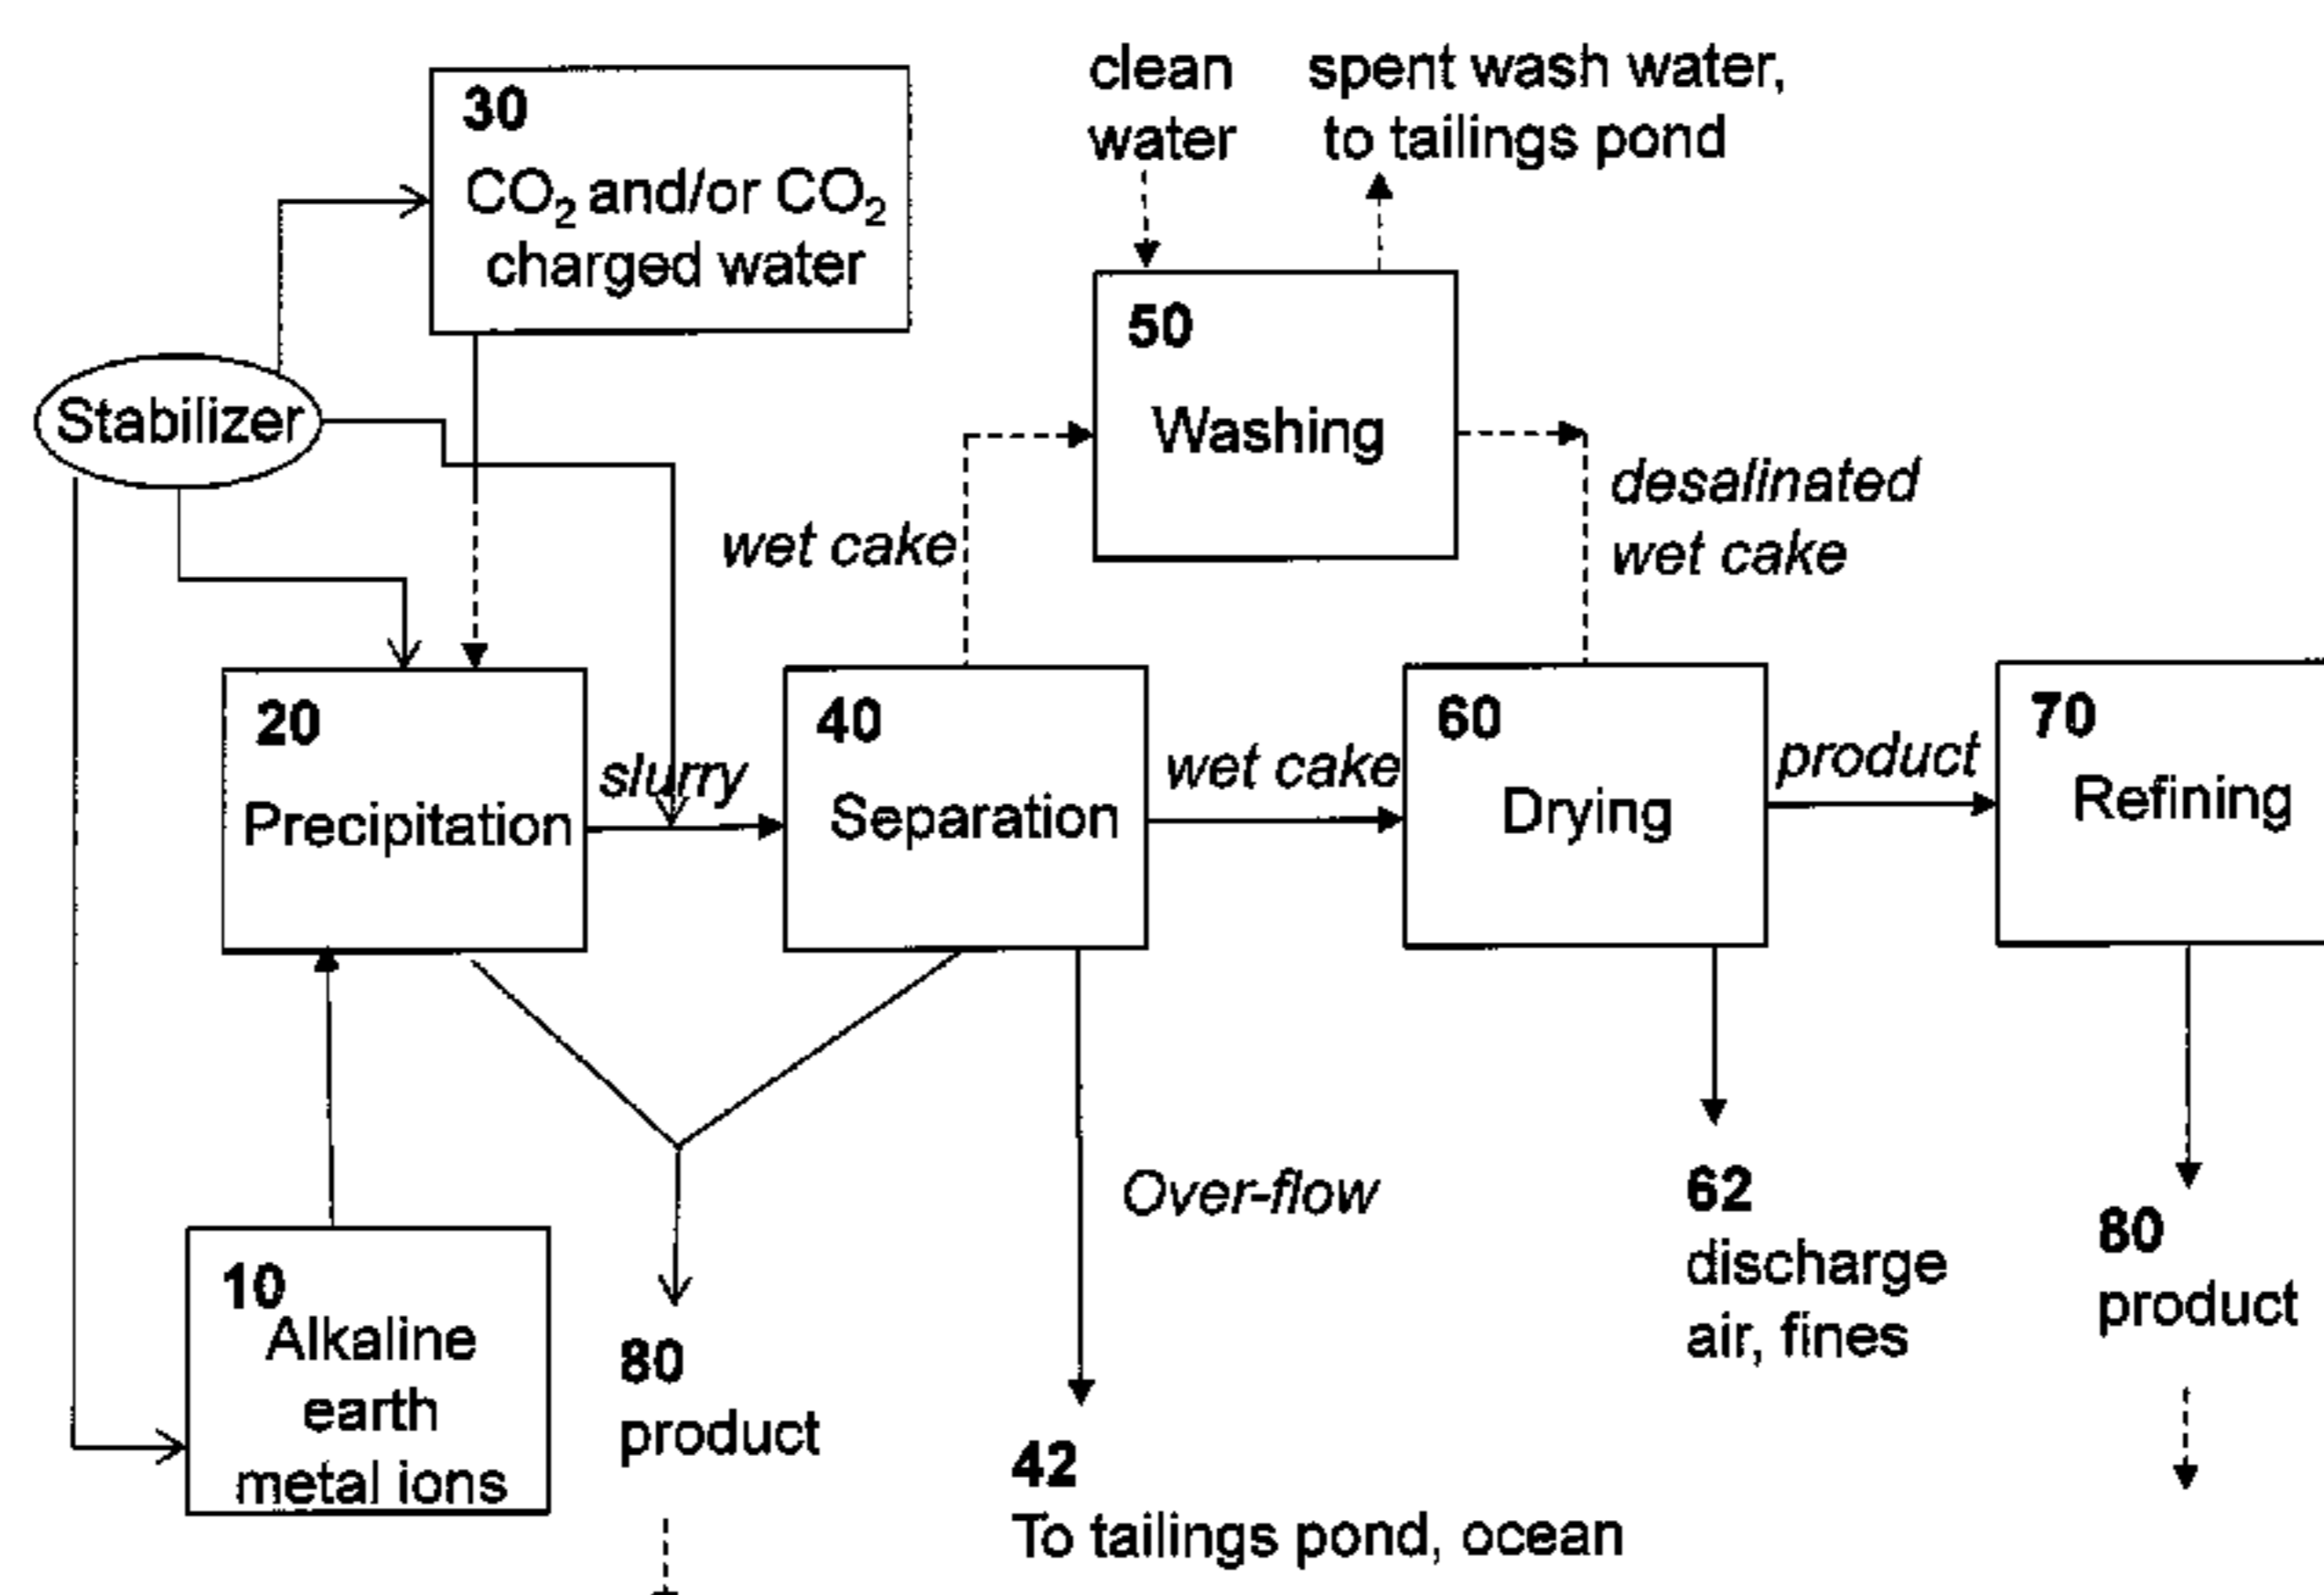 30
CO₂ and/or CO₂
charged water
clean
water
spent wash water,
to tailings pond
50
Washing
Stabilizer
wet cake
desalinated
wet cake
20
Precipitation
slurry
40
Separation
wet cake
60
Drying
product
70
Refining
10
Alkaline
earth
metal ions
80
product
Over-flow
42
To tailings pond, ocean
62
discharge
air, fines
80
product